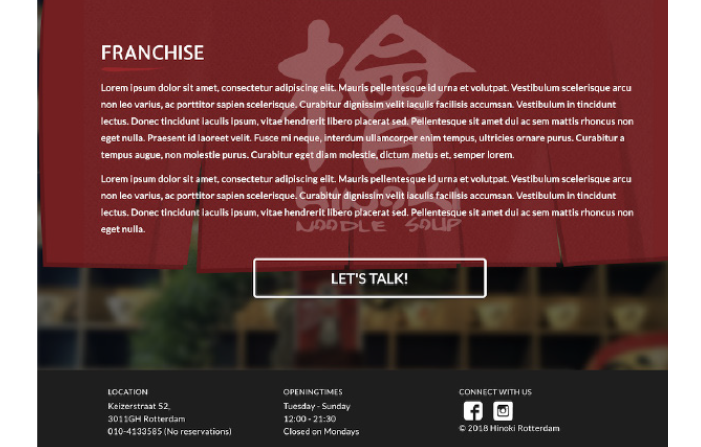 FRANCHISE
Lorem ipsum dolor sit amet, consectetur adipiscing elit. Mauris pellentesque id urna et volutpat. Vestibulum scelerisque arcu
non leo varius, ac porttitor sapien scelerisque. Curabitur dignissim velit iaculis facilisis accumsan. Vestibulum in tincidunt
lectus. Donec tincidunt iaculis ipsum, vitae hendrerit libero placerat sed. Pellentesque sit amet dui ac sem mattis rhoncus non
eget nulla. Praesent id laoreet velit. Fusce mi neque, interdum ullamcorper enim tempus, ultricies ornare purus. Curabitur a
tempus augue, non molestie purus. Curabitur eget diam molestie, dictum metus et, semper lorem.
Lorem ipsum dolor sit amet, consectetur adipiscing elit. Mauris pellentesque id urna et volutpat. Vestibulum scelerisque arcu
non leo varius, ac porttitor sapien scelerisque. Curabitur dignissim velit iaculis facilisis accumsan. Vestibulum in tincidunt
lectus. Donec tincidunt iaculis ipsum, vitae hendrerit libero placerat sed. Pellentesque sit amet dui ac sem mattis rhoncus non
eget nulla.
檜
HINOKI
NOODLE SOUP
LET'S TALK!
LOCATION
Keizerstraat 52,
3011GH Rotterdam
010-4133585 (No reservations)
OPENINGTIMES
Tuesday - Sunday
12:00 - 21:30
Closed on Mondays
CONNECT WITH US
© 2018 Hinoki Rotterdam